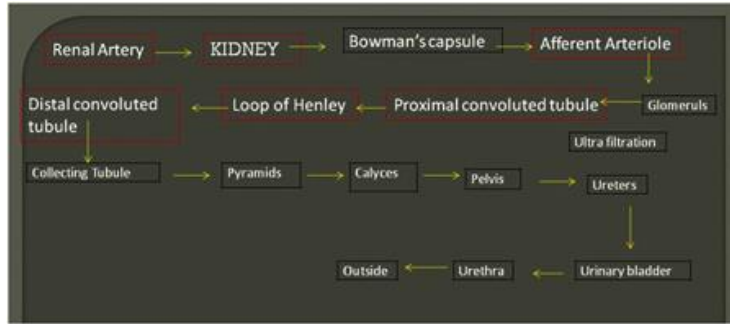 Renal Artery
KIDNEY
Bowman's capsule
Afferent Arteriole
Distal convoluted
tubule
Loop of Henley
Proximal convoluted tubule
Glomeruls
Ultra filtration
Collecting Tubule
Pyramids
Calyces
Pelvis
Ureters
Outside
Urethra
Urinary bladder